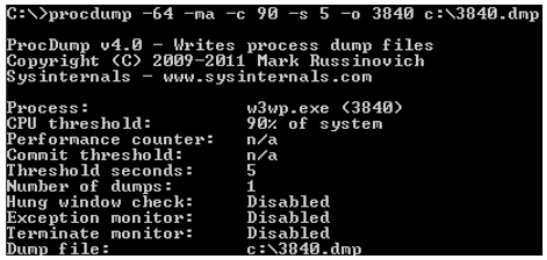 C:\>procdump -64 -ma -c 90 -s 5 -o 3840 c:\3840.dmp
ProcDump v4.0 - Writes process dump files
Copyright (C) 2009-2011 Mark Russinovich
Sysinternals - www.sysinternals.com
Process: w3wp.exe (3840)
CPU threshold: 90% of system
Performance counter: n/a
Commit threshold: n/a
Threshold seconds: 5
Number of dumps: 1
Hung window check: Disabled
Exception monitor: Disabled
Terminate monitor: Disabled
Dump file: c:\3840.dmp